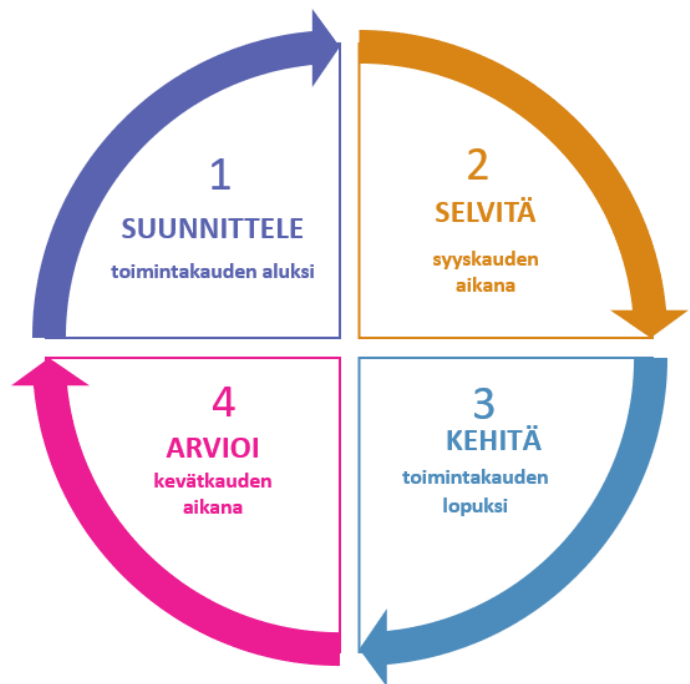 1
SUUNNITTELE
toimintakauden aluksi
2
SELVITÄ
syyskauden
aikana
3
KEHITÄ
toimintakauden
lopuksi
4
ARVIOI
kevätkauden
aikana